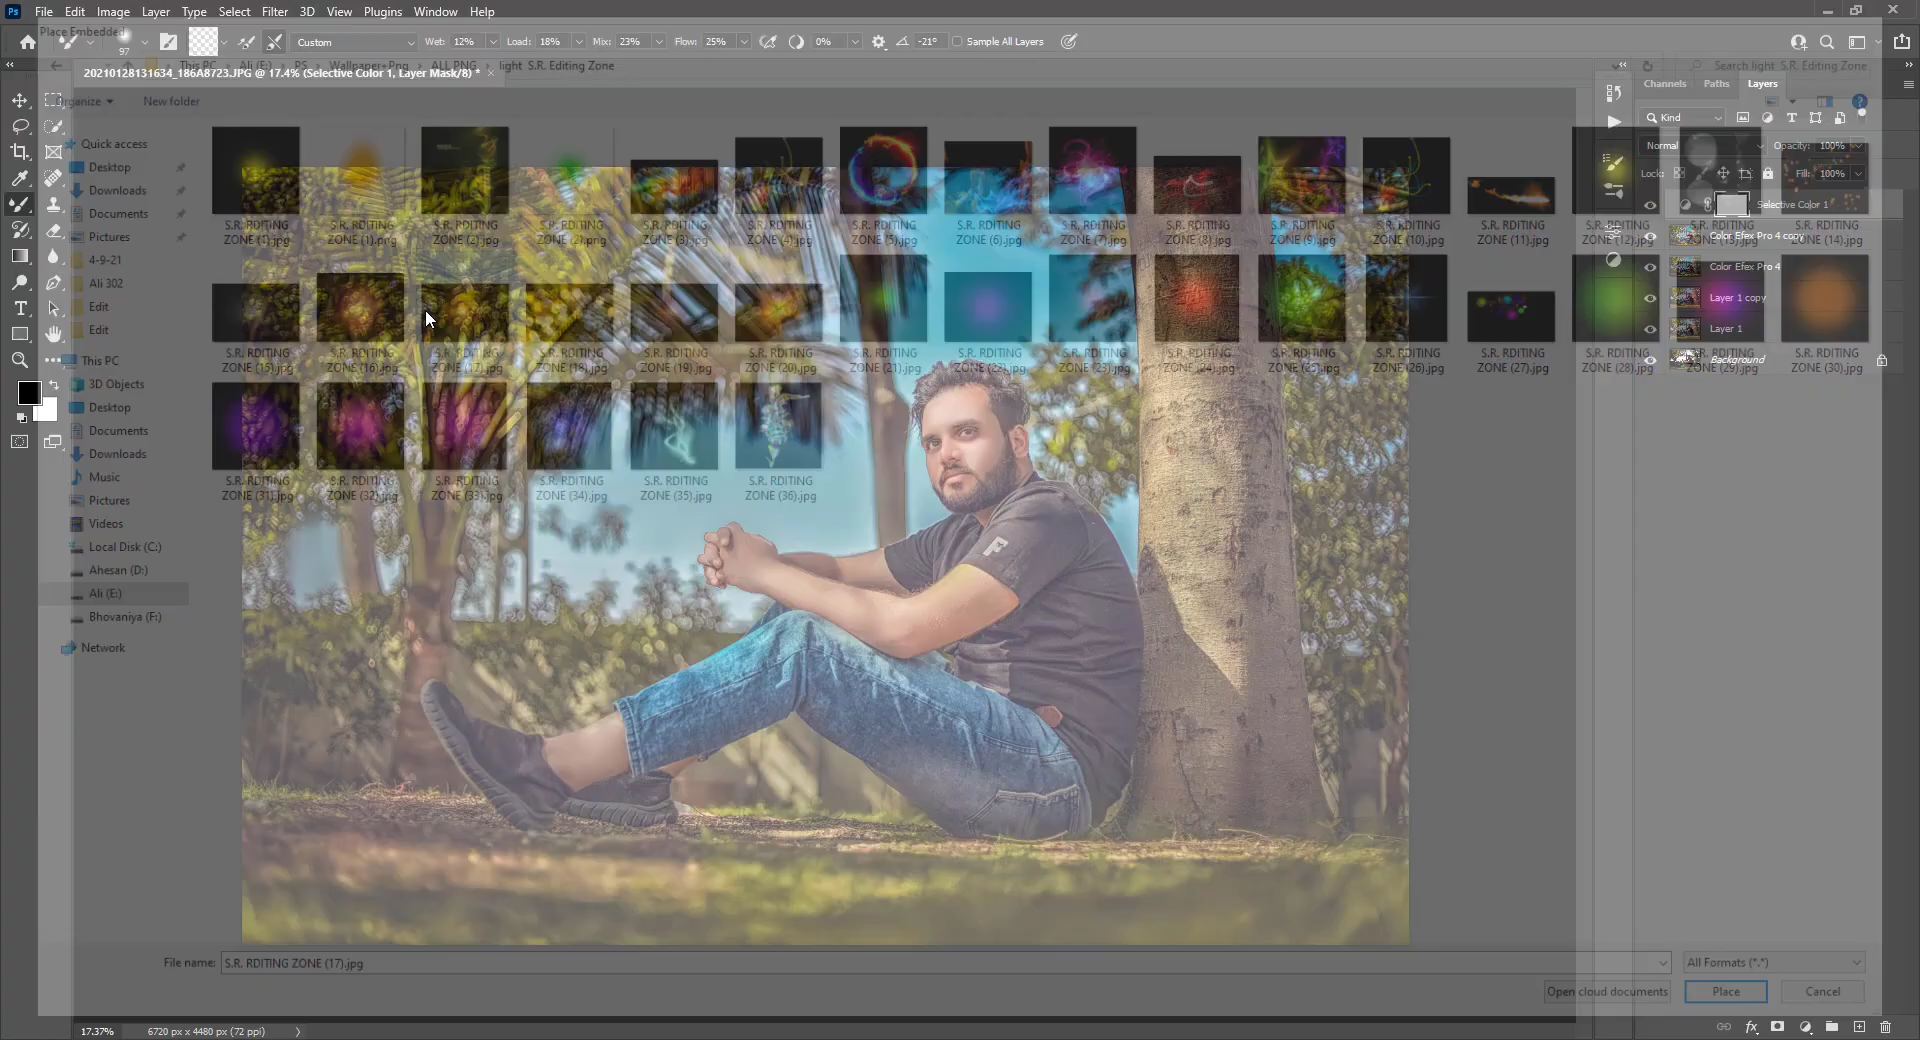 File Edit Image Layer Type Select Filter 3D View Plugins Window Help
Place Embedded
97 Custom Wet: 12% Load: 18% Mix: 23% Flow: 25% 0% -21° Sample All Layers
This PC Ali (E:) PS Wallpaper+Png ALL PNG light S.R. Editing Zone Search light S.R. Editing Zone
20210128131634_186A8723.JPG @ 17.4% (Selective Color 1, Layer Mask/8) *
Organize New folder
Quick access
Desktop
Downloads
Documents
Pictures
4-9-21
Ali 302
Edit
Edit
This PC
3D Objects
Desktop
Documents
Downloads
Music
Pictures
Videos
Local Disk (C:)
Ahesan (D:)
Ali (E:)
Bhovaniya (F:)
Network
S.R. RDITING ZONE (1).jpg
S.R. RDITING ZONE (1).png
S.R. RDITING ZONE (2).jpg
S.R. RDITING ZONE (2).png
S.R. RDITING ZONE (3).jpg
S.R. RDITING ZONE (4).jpg
S.R. RDITING ZONE (5).jpg
S.R. RDITING ZONE (6).jpg
S.R. RDITING ZONE (7).jpg
S.R. RDITING ZONE (8).jpg
S.R. RDITING ZONE (9).jpg
S.R. RDITING ZONE (10).jpg
S.R. RDITING ZONE (11).jpg
S.R. RDITING ZONE (12).jpg
S.R. RDITING ZONE (13).jpg
S.R. RDITING ZONE (14).jpg
S.R. RDITING ZONE (15).jpg
S.R. RDITING ZONE (16).jpg
S.R. RDITING ZONE (17).jpg
S.R. RDITING ZONE (18).jpg
S.R. RDITING ZONE (19).jpg
S.R. RDITING ZONE (20).jpg
S.R. RDITING ZONE (21).jpg
S.R. RDITING ZONE (22).jpg
S.R. RDITING ZONE (23).jpg
S.R. RDITING ZONE (24).jpg
S.R. RDITING ZONE (25).jpg
S.R. RDITING ZONE (26).jpg
S.R. RDITING ZONE (27).jpg
S.R. RDITING ZONE (28).jpg
S.R. RDITING ZONE (29).jpg
S.R. RDITING ZONE (30).jpg
S.R. RDITING ZONE (31).jpg
S.R. RDITING ZONE (32).jpg
S.R. RDITING ZONE (33).jpg
S.R. RDITING ZONE (34).jpg
S.R. RDITING ZONE (35).jpg
S.R. RDITING ZONE (36).jpg
Channels Paths Layers
Kind
Normal Opacity: 100%
Lock: Fill: 100%
Selective Color 1
Color Efex Pro 4 copy
Color Efex Pro 4
Layer 1 copy
Layer 1
Background
File name: S.R. RDITING ZONE (17).jpg All Formats (*.*)
Open cloud documents Place Cancel
17.37% 6720 px x 4480 px (72 ppi)